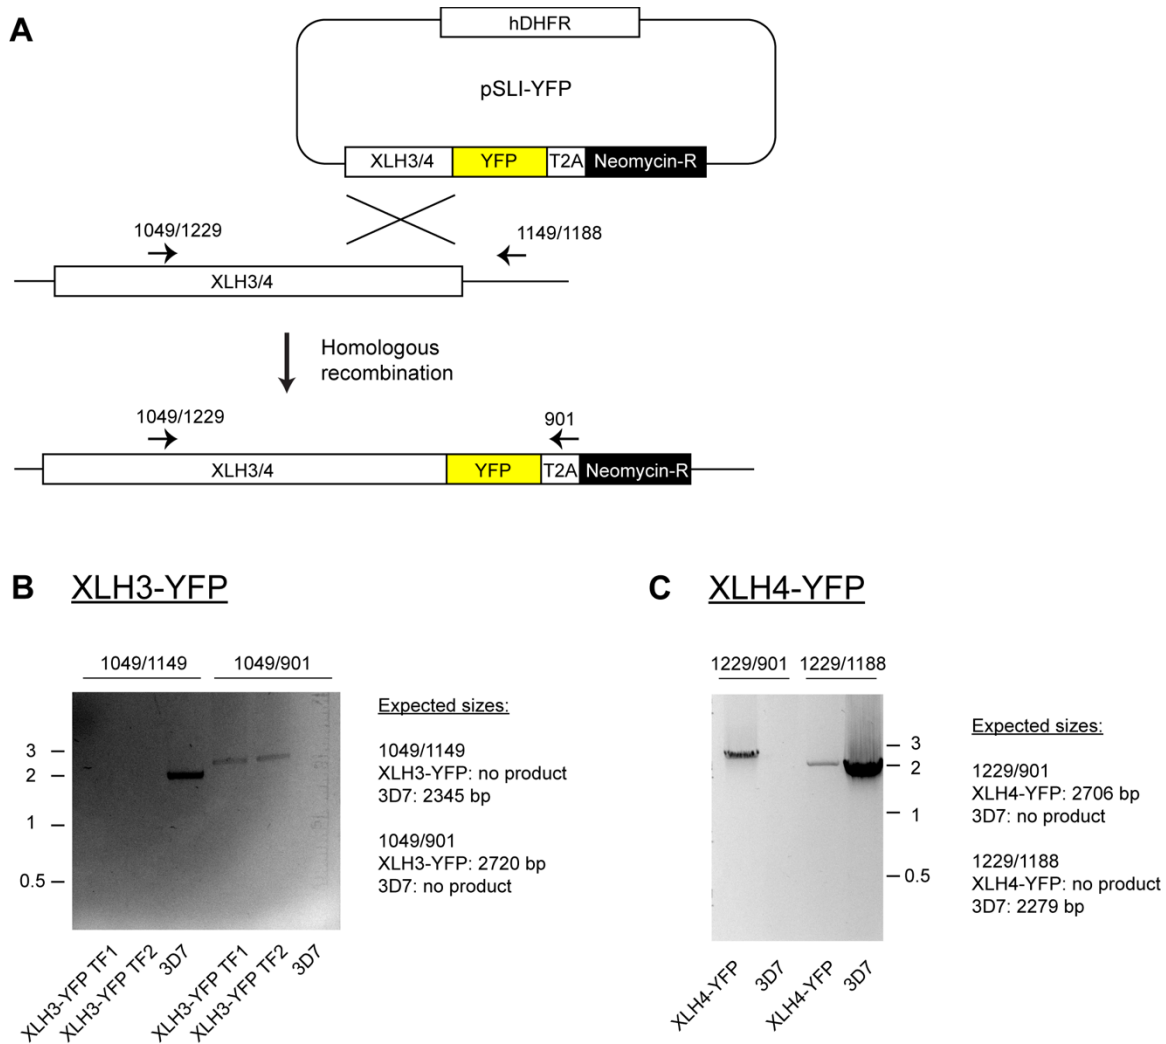 A
hDHFR
pSLI-YFP
XLH3/4 YFP T2A Neomycin-R
1049/1229
1149/1188
XLH3/4
Homologous
recombination
1049/1229
901
XLH3/4 YFP T2A Neomycin-R
B XLH3-YFP
1049/1149 1049/901
3
2
1
0.5
XLH3-YFP TF1
XLH3-YFP TF2
3D7
XLH3-YFP TF1
XLH3-YFP TF2
3D7
Expected sizes:
1049/1149
XLH3-YFP: no product
3D7: 2345 bp
1049/901
XLH3-YFP: 2720 bp
3D7: no product
C XLH4-YFP
1229/901 1229/1188
3
2
1
0.5
XLH4-YFP
3D7
XLH4-YFP
3D7
Expected sizes:
1229/901
XLH4-YFP: 2706 bp
3D7: no product
1229/1188
XLH4-YFP: no product
3D7: 2279 bp